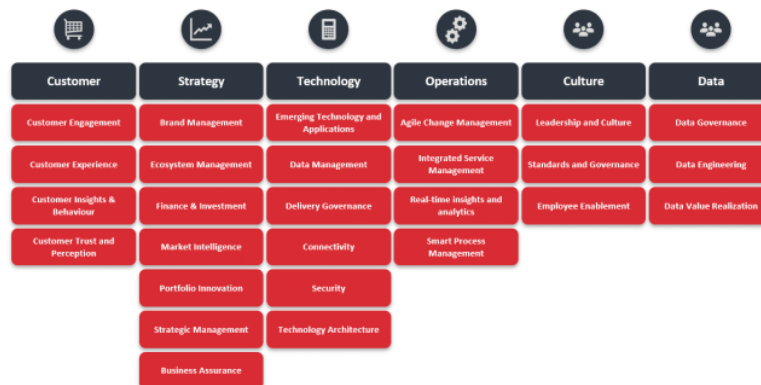 Customer
Strategy
Technology
Operations
Culture
Data
Customer Engagement
Brand Management
Emerging Technology and
Applications
Agile Change Management
Leadership and Culture
Data Governance
Customer Experience
Ecosystem Management
Data Management
Integrated Service
Management
Standards and Governance
Data Engineering
Customer Insights &
Behaviour
Finance & Investment
Delivery Governance
Real-time insights and
analytics
Employee Enablement
Data Value Realization
Customer Trust and
Perception
Market Intelligence
Connectivity
Smart Process
Management
Portfolio Innovation
Security
Strategic Management
Technology Architecture
Business Assurance